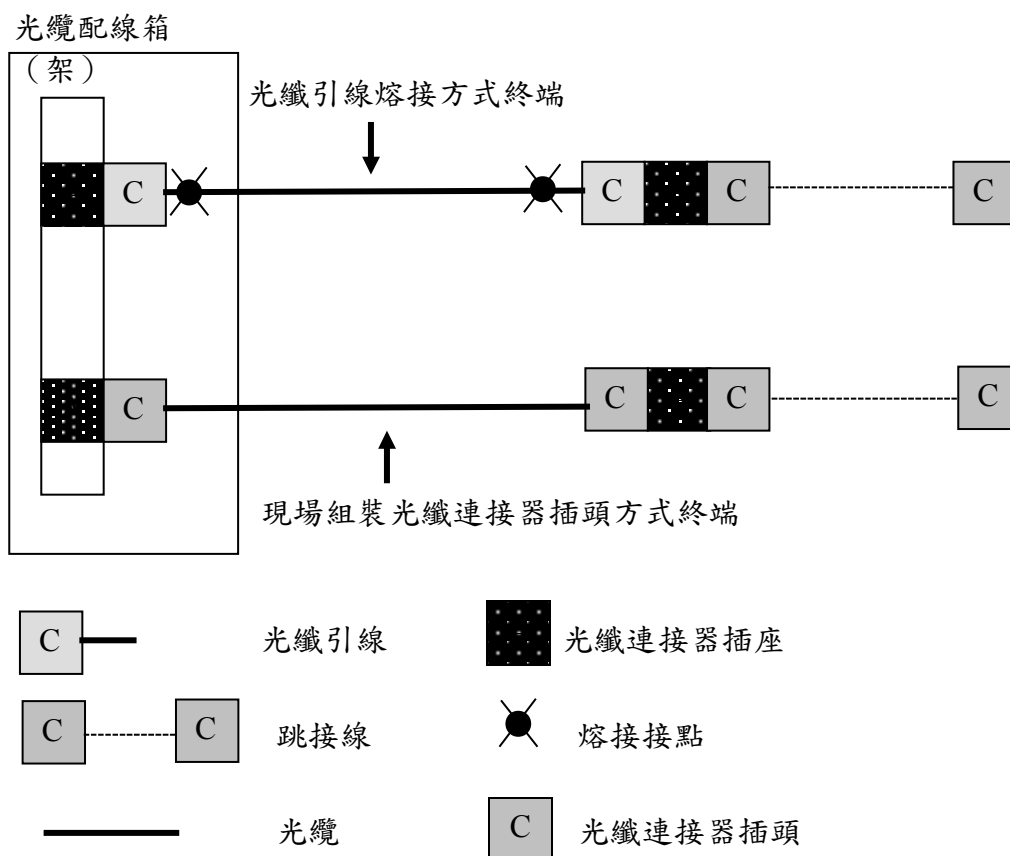 光纜配線箱
（架）
光纖引線熔接方式終端
C C C C
C C C C
現場組裝光纖連接器插頭方式終端
C 光纖引線 光纖連接器插座
C C 跳接線 熔接接點
光纜 C 光纖連接器插頭